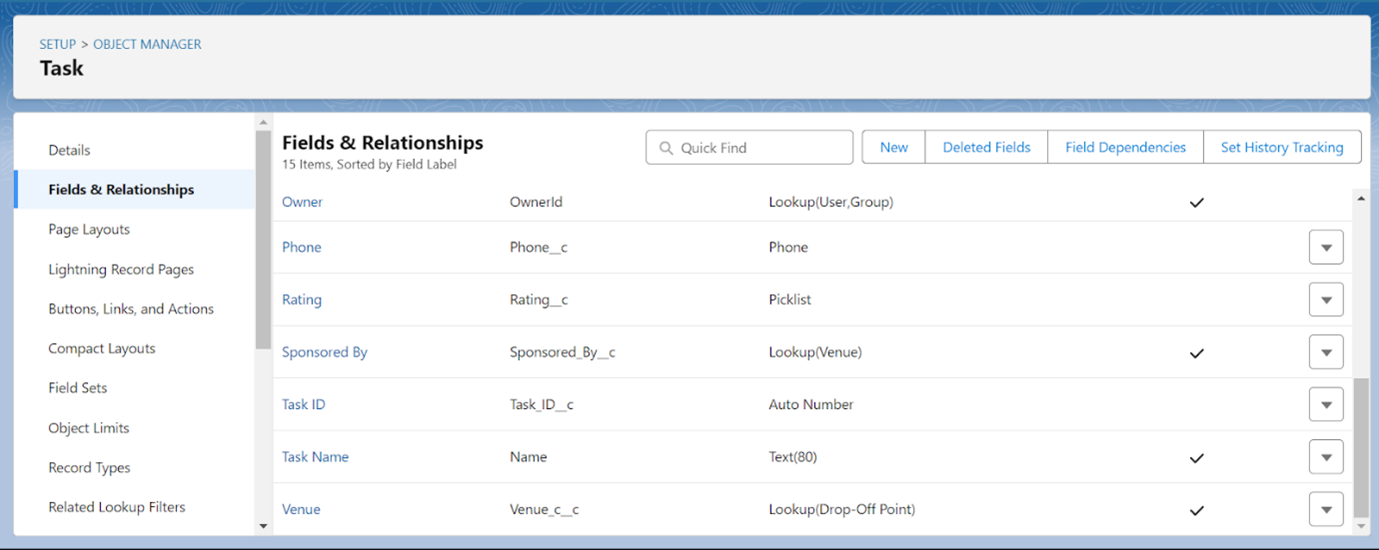 SETUP > OBJECT MANAGER
Task
Details
Fields & Relationships
Page Layouts
Lightning Record Pages
Buttons, Links, and Actions
Compact Layouts
Field Sets
Object Limits
Record Types
Related Lookup Filters
Fields & Relationships
15 Items, Sorted by Field Label
Quick Find
New
Deleted Fields
Field Dependencies
Set History Tracking
Owner OwnerId Lookup(User,Group)
Phone Phone__c Phone
Rating Rating__c Picklist
Sponsored By Sponsored_By__c Lookup(Venue)
Task ID Task_ID__c Auto Number
Task Name Name Text(80)
Venue Venue_c__c Lookup(Drop-Off Point)